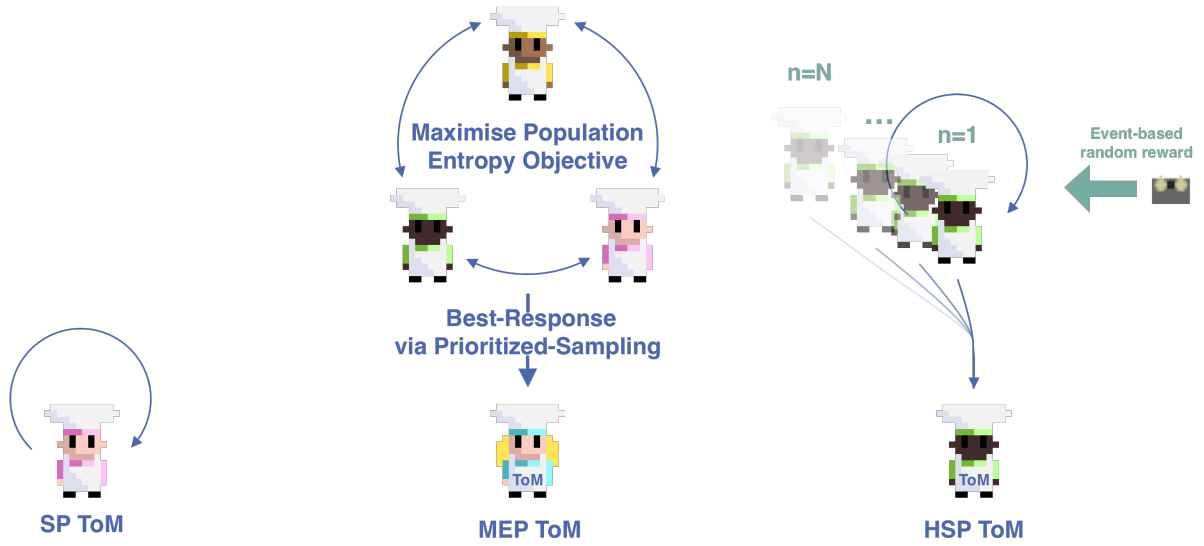 n=N
...
n=1
Event-based
random reward
Maximise Population
Entropy Objective
Best-Response
via Prioritized-Sampling
ToM
ToM
SP ToM
MEP ToM
HSP ToM